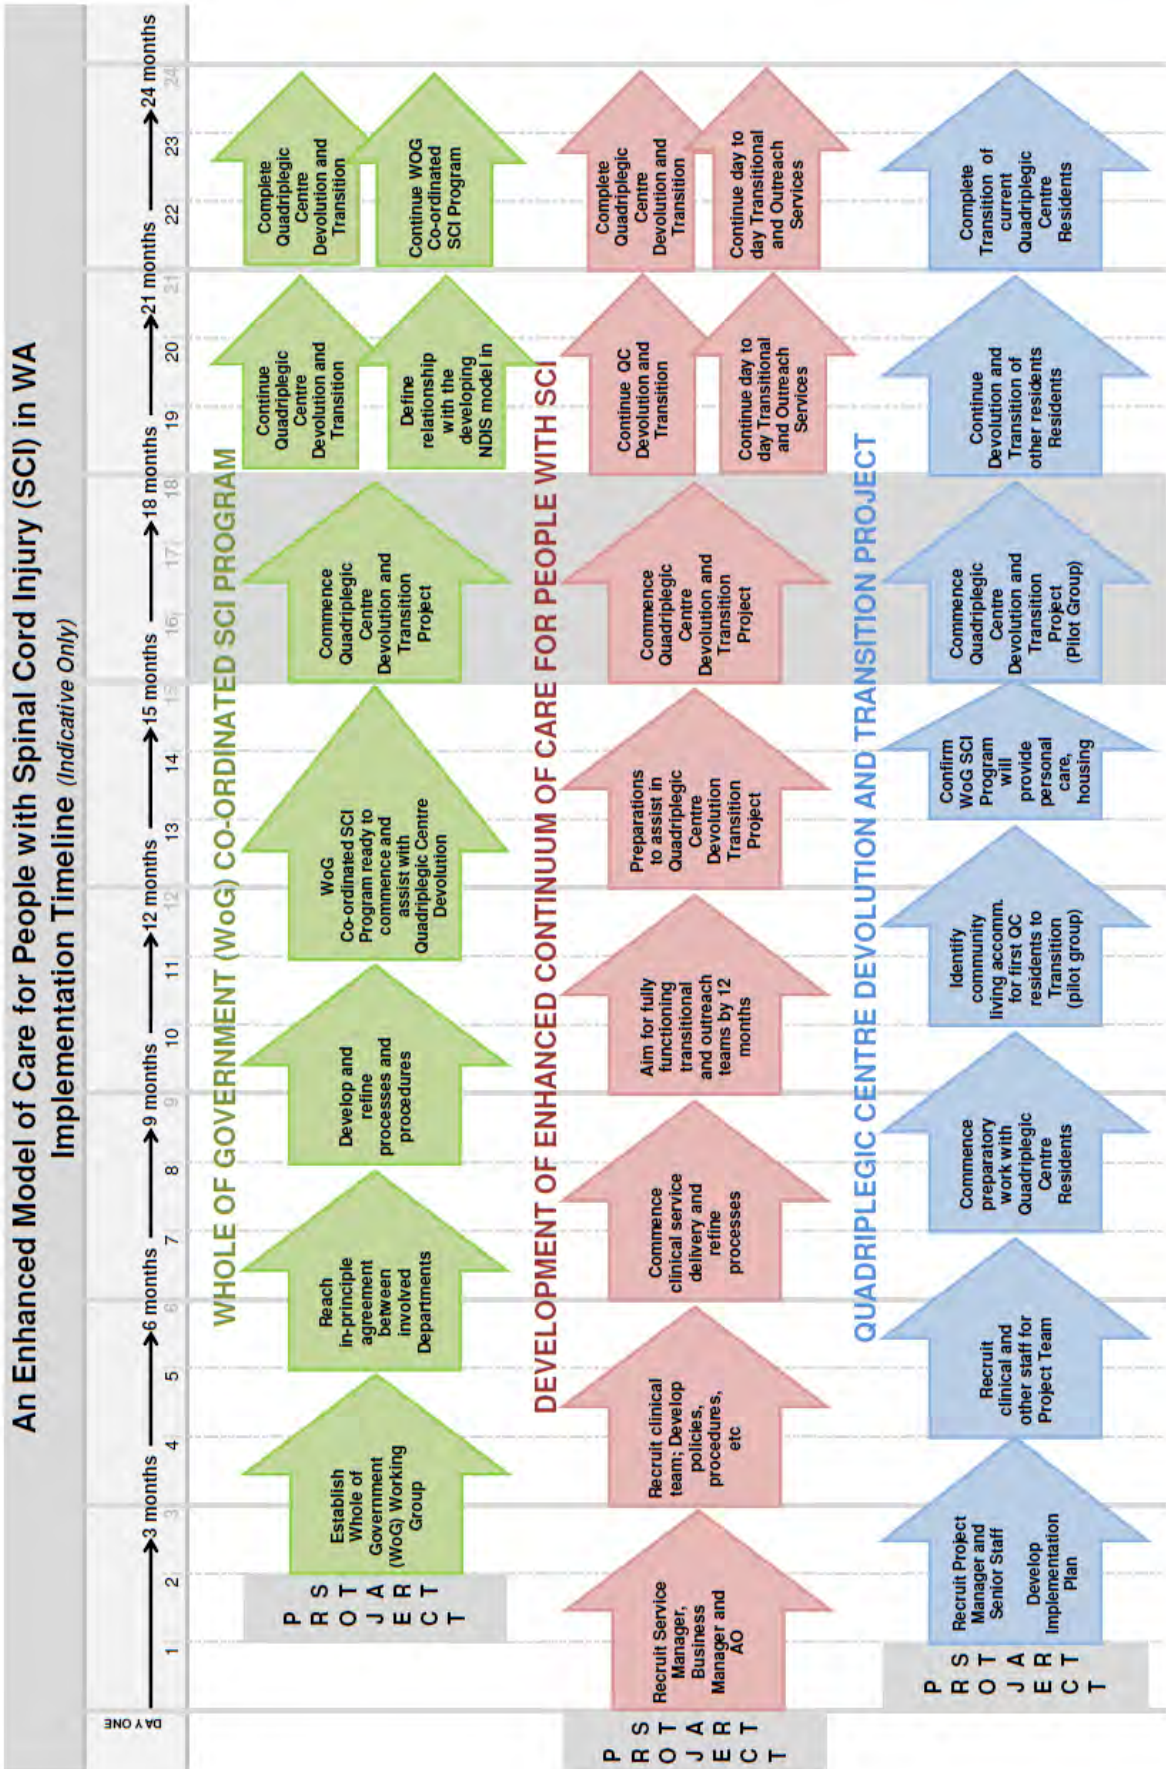 An Enhanced Model of Care for People with Spinal Cord Injury (SCI) in WA
Implementation Timeline (Indicative Only)
DAY ONE
3 months
6 months
9 months
12 months
15 months
18 months
21 months
24 months
1
2
3
4
5
6
7
8
9
10
11
12
13
14
15
16
17
18
19
20
21
22
23
24
WHOLE OF GOVERNMENT (WoG) CO-ORDINATED SCI PROGRAM
P
R S
O T
J A
E R
C T
T
Establish
Whole of
Government
(WoG) Working
Group
Reach
in-principle
agreement
between
involved
Departments
Develop and
refine
processes and
procedures
WoG
Co-ordinated SCI
Program ready to
commence and
assist with
Quadriplegic Centre
Devolution
Commence
Quadriplegic
Centre
Devolution and
Transition
Project
Continue
Quadriplegic
Centre
Devolution and
Transition
Define
relationship
with the
developing
NDIS model in
Complete
Quadriplegic
Centre
Devolution and
Transition
Continue WOG
Co-ordinated
SCI Program
DEVELOPMENT OF ENHANCED CONTINUUM OF CARE FOR PEOPLE WITH SCI
P
R S
O T
J A
E R
C T
T
Recruit Service
Manager,
Business
Manager and
AO
Recruit clinical
team; Develop
policies,
procedures,
etc
Commence
clinical service
delivery and
refine
processes
Aim for fully
functioning
transitional
and outreach
teams by 12
months
Preparations
to assist in
Quadriplegic
Centre
Devolution
Transition
Project
Commence
Quadriplegic
Centre
Devolution and
Transition
Project
Continue QC
Devolution and
Transition
Continue day to
day Transitional
and Outreach
Services
Complete
Quadriplegic
Centre
Devolution and
Transition
Continue day to
day Transitional
and Outreach
Services
QUADRIPLEGIC CENTRE DEVOLUTION AND TRANSITION PROJECT
P
R S
O T
J A
E R
C T
T
Recruit Project
Manager and
Senior Staff
Develop
Implementation
Plan
Recruit
clinical and
other staff for
Project Team
Commence
preparatory
work with
Quadriplegic
Centre
Residents
Identify
community
living accomm.
for first QC
residents to
Transition
(pilot group)
Confirm
WoG SCI
Program
will
provide
personal
care,
housing
Commence
Quadriplegic
Centre
Devolution and
Transition
Project
(Pilot Group)
Continue
Devolution and
Transition of
other residents
Residents
Complete
Transition of
current
Quadriplegic
Centre
Residents